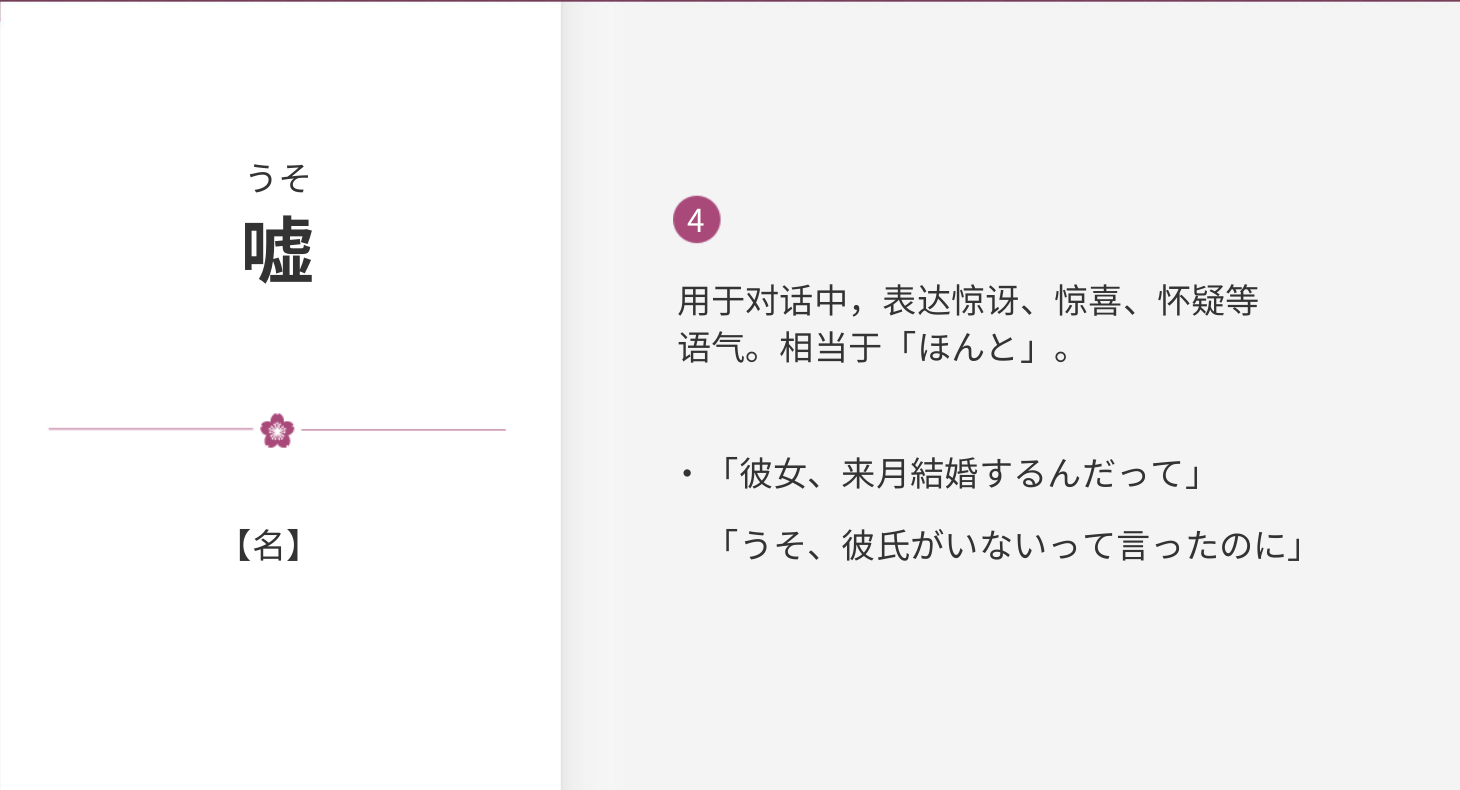 うそ
嘘
【名】
4
用于对话中，表达惊讶、惊喜、怀疑等
语气。相当于「ほんと」。
・「彼女、来月結婚するんだって」
「うそ、彼氏がいないって言ったのに」